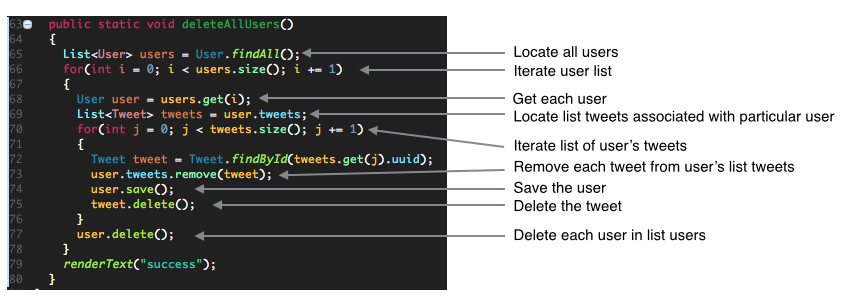 63 public static void deleteAllUsers()
64 {
65 List<User> users = User.findAll(); Locate all users
66 for(int i = 0; i < users.size(); i += 1) Iterate user list
67 {
68 User user = users.get(i); Get each user
69 List<Tweet> tweets = user.tweets; Locate list tweets associated with particular user
70 for(int j = 0; j < tweets.size(); j += 1) Iterate list of user’s tweets
71 {
72 Tweet tweet = Tweet.findById(tweets.get(j).uuid);
73 user.tweets.remove(tweet); Remove each tweet from user’s list tweets
74 user.save(); Save the user
75 tweet.delete(); Delete the tweet
76 }
77 user.delete(); Delete each user in list users
78 }
79 renderText("success");
80 }